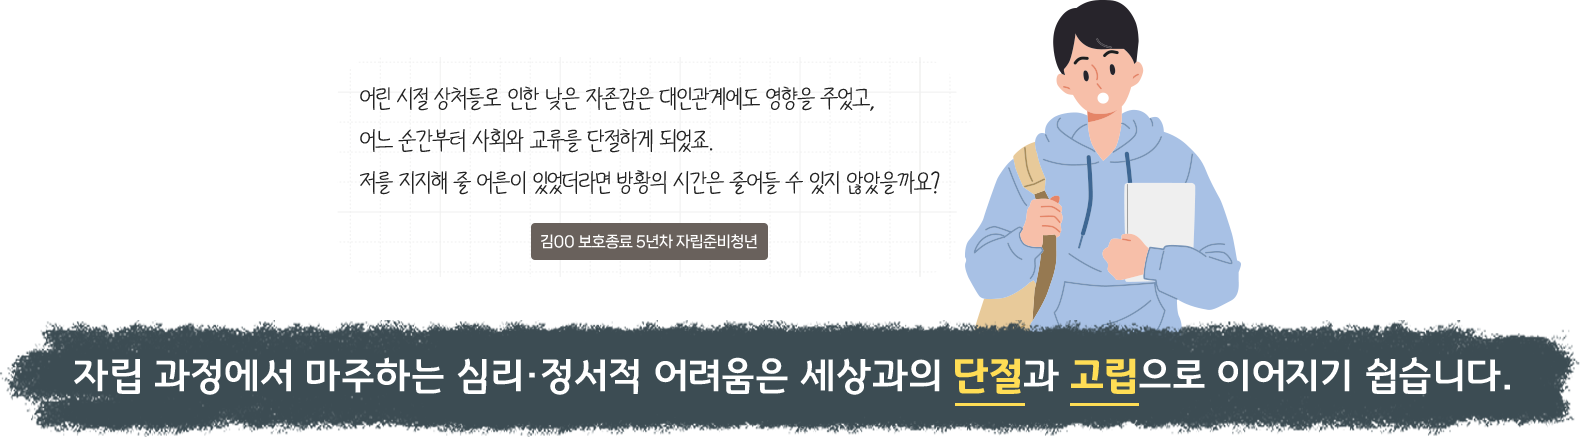 어린 시절 상처들로 인한 낮은 자존감은 대인관계에도 영향을 주었고,
어느 순간부터 사회와 교류를 단절하게 되었죠.
저를 지지해 줄 어른이 있었더라면 방황의 시간은 줄어들 수 있지 않았을까요?
김OO 보호종료 5년차 자립준비청년
자립 과정에서 마주하는 심리·정서적 어려움은 세상과의 단절과 고립으로 이어지기 쉽습니다.